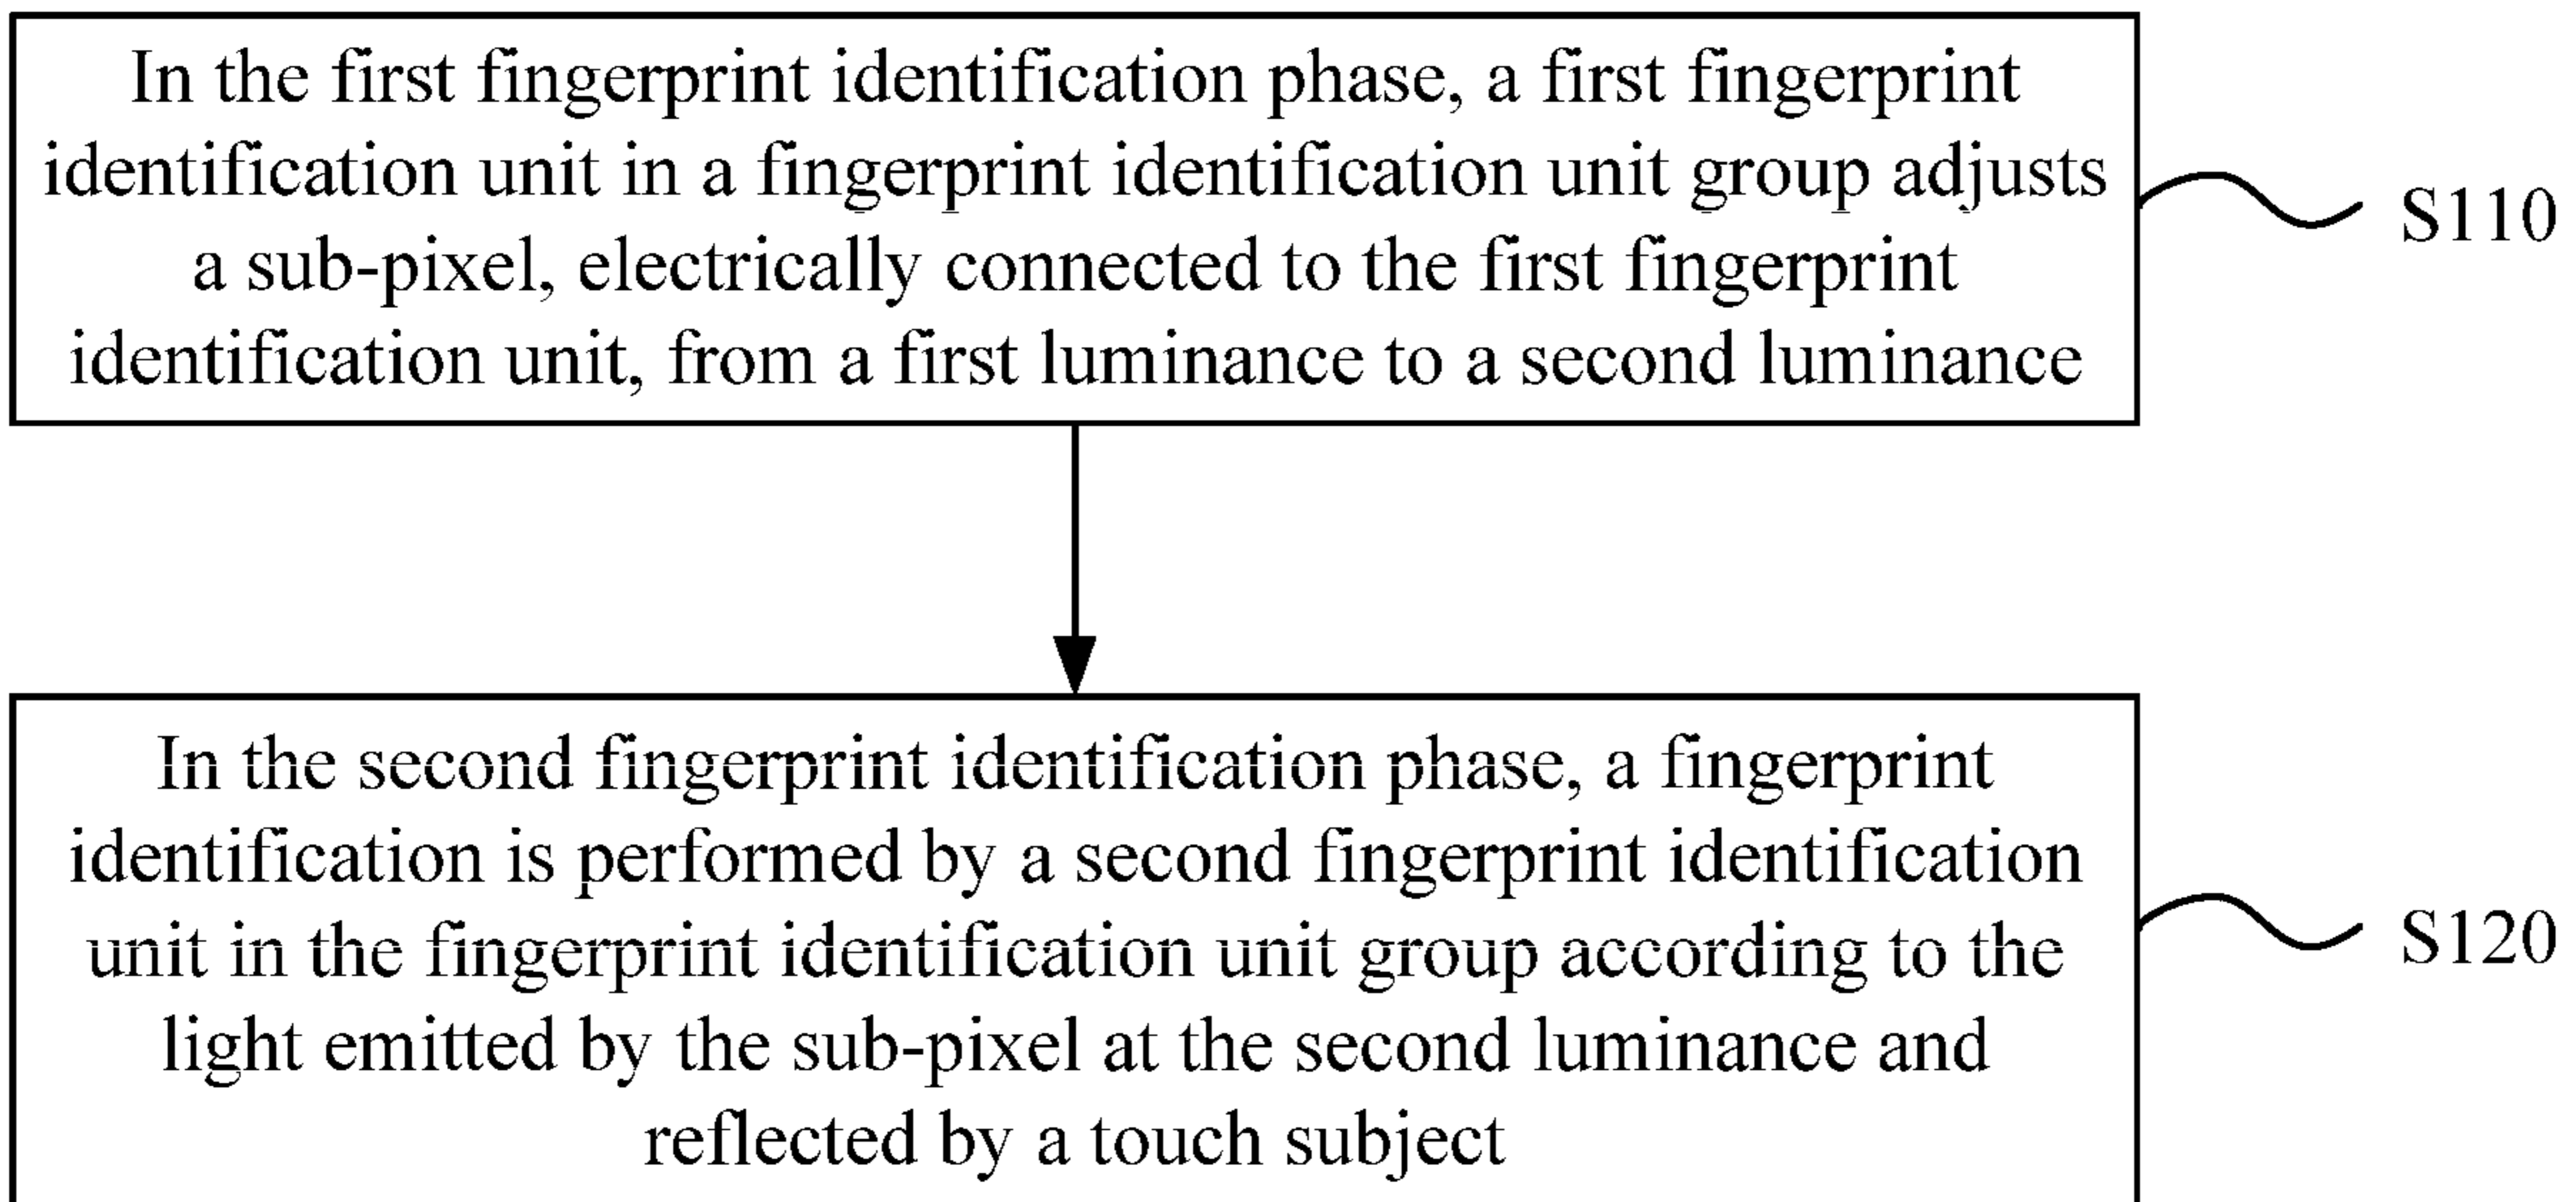 In the first fingerprint identification phase, a first fingerprint
identification unit in a fingerprint identification unit group adjusts
a sub-pixel, electrically connected to the first fingerprint
identification unit, from a first luminance to a second luminance
S110
In the second fingerprint identification phase, a fingerprint
identification is performed by a second fingerprint identification
unit in the fingerprint identification unit group according to the
light emitted by the sub-pixel at the second luminance and
reflected by a touch subject
S120